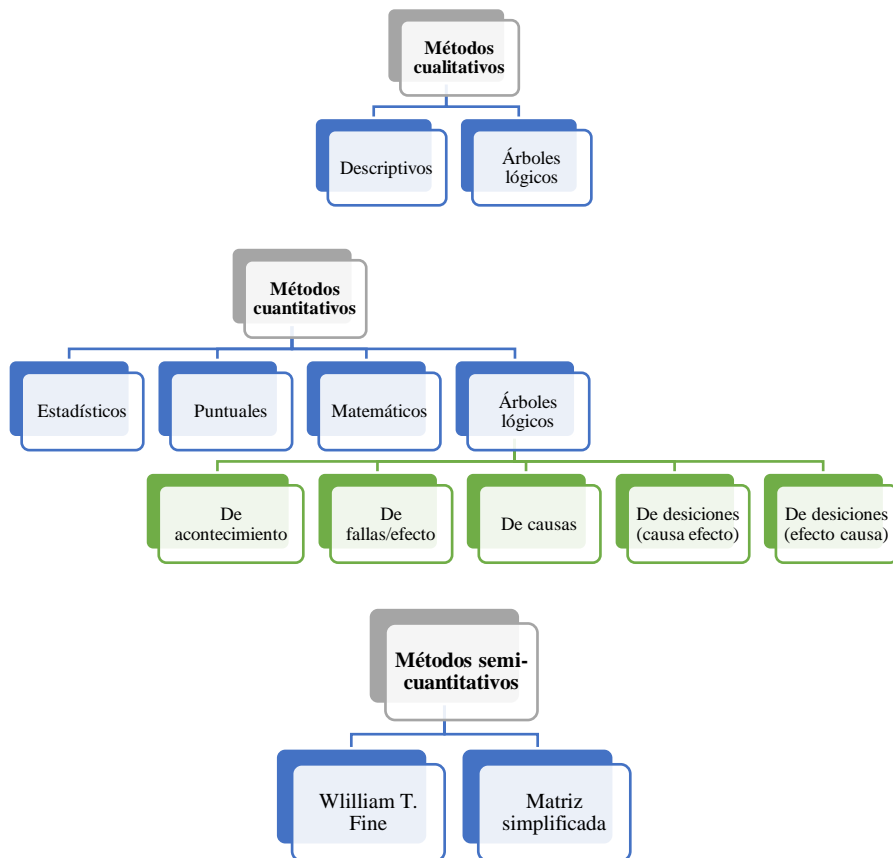 Métodos
cualitativos
Descriptivos
Árboles
lógicos
Métodos
cuantitativos
Estadísticos
Puntuales
Matemáticos
Árboles
lógicos
De
acontecimiento
De
fallas/efecto
De causas
De desiciones
(causa efecto)
De desiciones
(efecto causa)
Métodos semi-
cuantitativos
Wlilliam T.
Fine
Matriz
simplificada